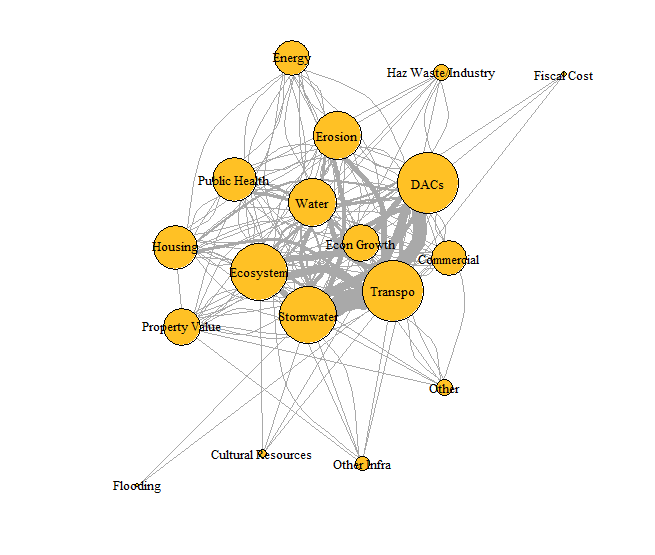 Energy
Haz Waste/Industry
Fiscal Cost
Erosion
Public Health
DACs
Water
Housing
Econ Growth
Commercial
Ecosystem
Transpo
Stormwater
Property Value
Other
Cultural Resources
Other Infra
Flooding